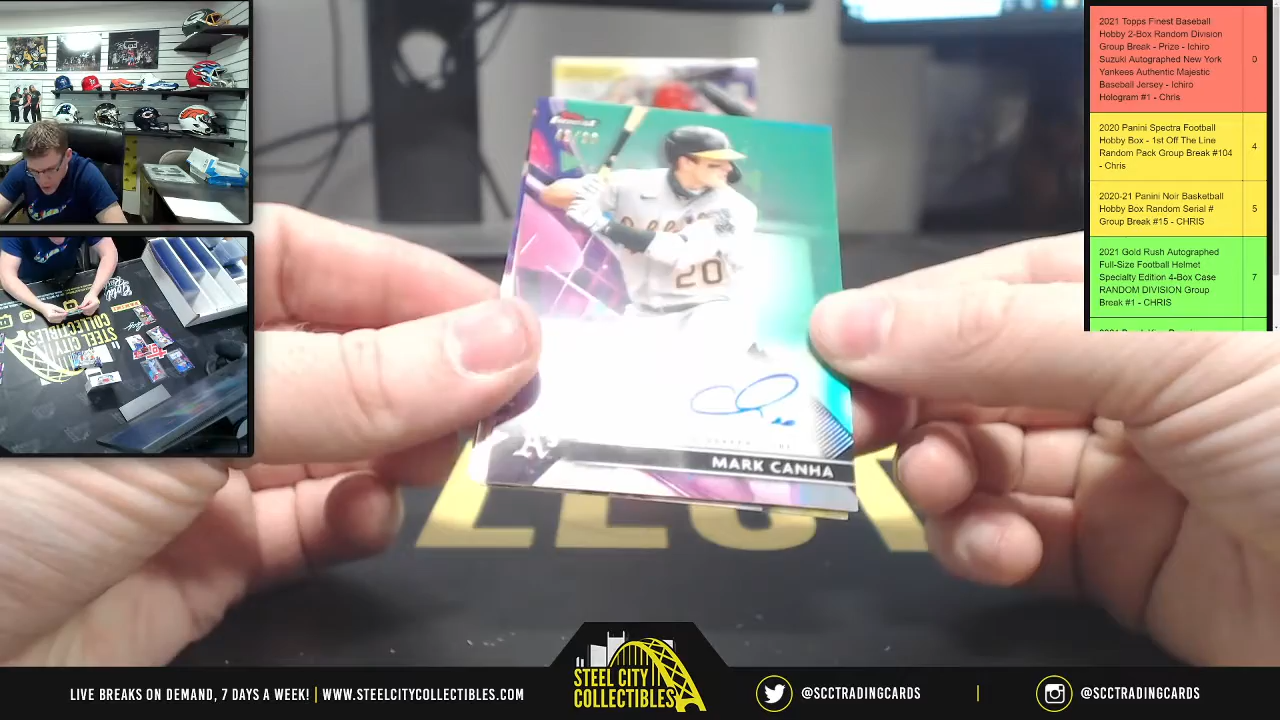 2021 Topps Finest Baseball
Hobby 2-Box Random Division
Group Break - Prize - Ichiro
Suzuki Autographed New York
Yankees Authentic Majestic
Baseball Jersey - Ichiro
Hologram #1 - Chris
0
2020 Panini Spectra Football
Hobby Box - 1st Off The Line
Random Pack Group Break #104
- Chris
4
2020-21 Panini Noir Basketball
Hobby Box Random Serial #
Group Break #15 - CHRIS
5
2021 Gold Rush Autographed
Full-Size Football Helmet
Specialty Edition 4-Box Case
RANDOM DIVISION Group
Break #1 - CHRIS
7
FINEST
20
A's
MARK CANHA
STEEL CITY
COLLECTIBLES
LIVE BREAKS ON DEMAND, 7 DAYS A WEEK! | WWW.STEELCITYCOLLECTIBLES.COM
STEEL CITY
COLLECTIBLES
@SCCTRADINGCARDS | @SCCTRADINGCARDS